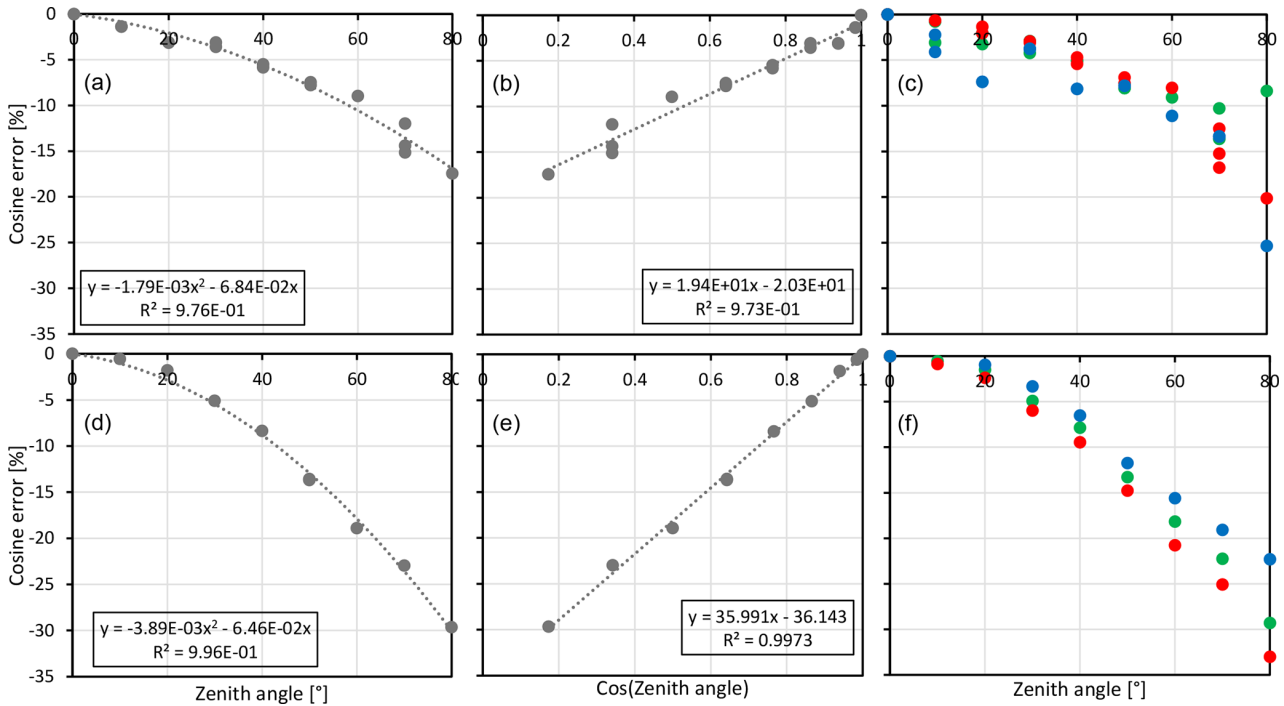 0
0 20 40 60 80
0 0.2 0.4 0.6 0.8 1
0 20 40 60 80
-5
(a)
(b)
(c)
-10
-15
-20
-25
-30
-35
Cosine error [%]
y = -1.79E-03x² - 6.84E-02x
R² = 9.76E-01
y = 1.94E+01x - 2.03E+01
R² = 9.73E-01
0
0 20 40 60 80
0 0.2 0.4 0.6 0.8 1
0 20 40 60 80
-5
(d)
(e)
(f)
-10
-15
-20
-25
-30
-35
Cosine error [%]
y = -3.89E-03x² - 6.46E-02x
R² = 9.96E-01
y = 35.991x - 36.143
R² = 0.9973
Zenith angle [°]
Cos(Zenith angle)
Zenith angle [°]